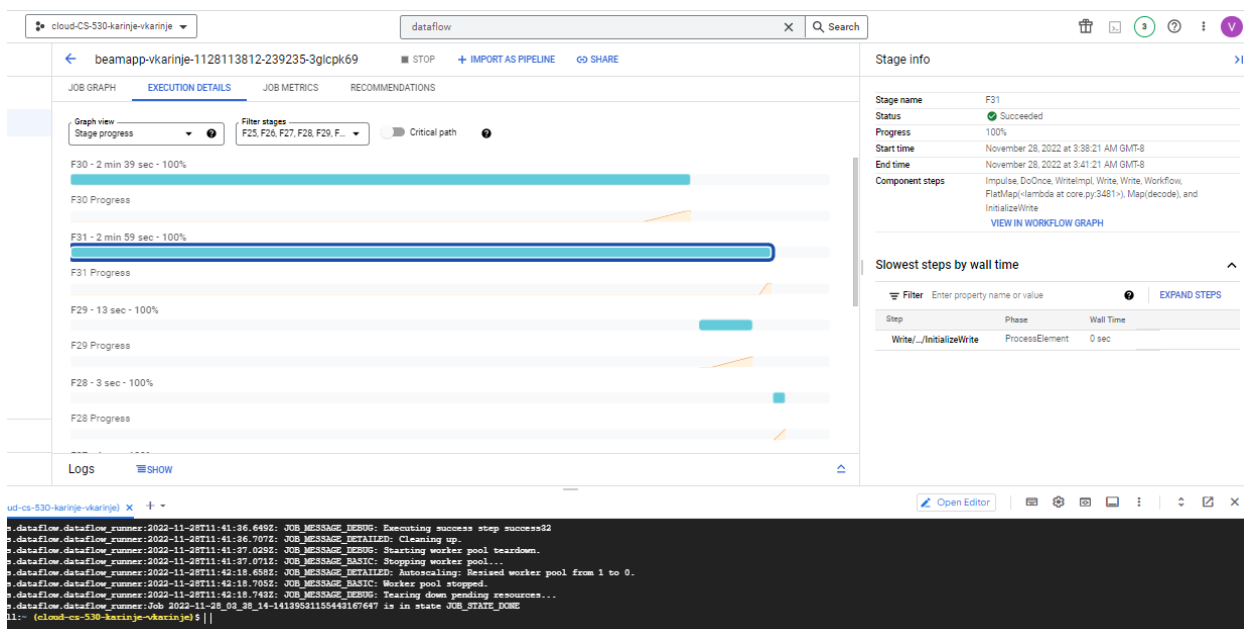 cloud-CS-530-karinje-vkarinje
dataflow
Search
3
V
beamapp-vkarinje-1128113812-239235-3glcpk69
STOP
IMPORT AS PIPELINE
SHARE
JOB GRAPH
EXECUTION DETAILS
JOB METRICS
RECOMMENDATIONS
Graph view
Stage progress
Filter stages
F25, F26, F27, F28, F29, F...
Critical path
F30 - 2 min 39 sec - 100%
F30 Progress
F31 - 2 min 59 sec - 100%
F31 Progress
F29 - 13 sec - 100%
F29 Progress
F28 - 3 sec - 100%
F28 Progress
Logs
SHOW
Stage info
Stage name F31
Status Succeeded
Progress 100%
Start time November 28, 2022 at 3:38:21 AM GMT-8
End time November 28, 2022 at 3:41:21 AM GMT-8
Component steps Impulse, DoOnce, WriteImpl, Write, Write, Workflow,
FlatMap(<lambda at core.py:3481>), Map(decode), and
InitializeWrite
VIEW IN WORKFLOW GRAPH
Slowest steps by wall time
Filter Enter property name or value
EXPAND STEPS
Step Phase Wall Time
Write/.../InitializeWrite ProcessElement 0 sec
ud-cs-530-karinje-vkarinje)
Open Editor
s.dataflow.dataflow_runner:2022-11-28T11:41:36.649Z: JOB_MESSAGE_DEBUG: Executing success step success32
s.dataflow.dataflow_runner:2022-11-28T11:41:36.707Z: JOB_MESSAGE_DETAILED: Cleaning up.
s.dataflow.dataflow_runner:2022-11-28T11:41:37.029Z: JOB_MESSAGE_DEBUG: Starting worker pool teardown.
s.dataflow.dataflow_runner:2022-11-28T11:41:37.071Z: JOB_MESSAGE_BASIC: Stopping worker pool...
s.dataflow.dataflow_runner:2022-11-28T11:42:18.658Z: JOB_MESSAGE_DETAILED: Autoscaling: Resized worker pool from 1 to 0.
s.dataflow.dataflow_runner:2022-11-28T11:42:18.705Z: JOB_MESSAGE_BASIC: Worker pool stopped.
s.dataflow.dataflow_runner:2022-11-28T11:42:18.743Z: JOB_MESSAGE_DEBUG: Tearing down pending resources...
s.dataflow.dataflow_runner:Job 2022-11-28_03_38_14-14139531155443167647 is in state JOB_STATE_DONE
ll:~ (cloud-cs-530-karinje-vkarinje)$